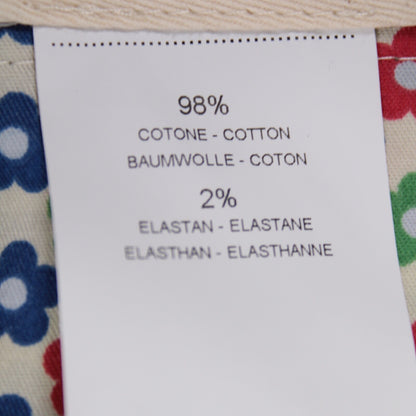 98%
COTONE - COTTON
BAUMWOLLE - COTON
2%
ELASTAN - ELASTANE
ELASTHAN - ELASTHANNE